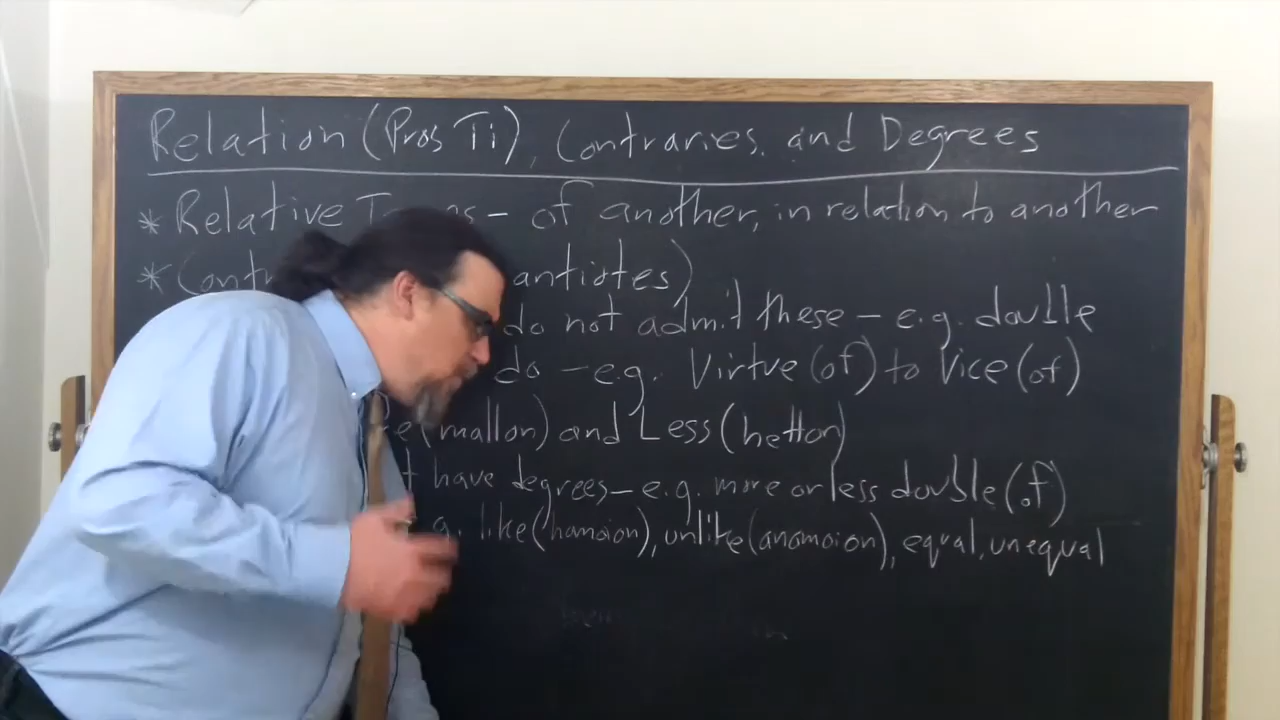 Relation (Pros Ti), Contraries, and Degrees
* Relative – of another, in relation to another
* antiotes)
do not admit these – e.g. double
do – e.g. Virtue (of) to Vice (of)
(mallon) and Less (hetton)
have degrees – e.g. more or less double (of)
like (homoion), unlike (anomoion), equal, unequal